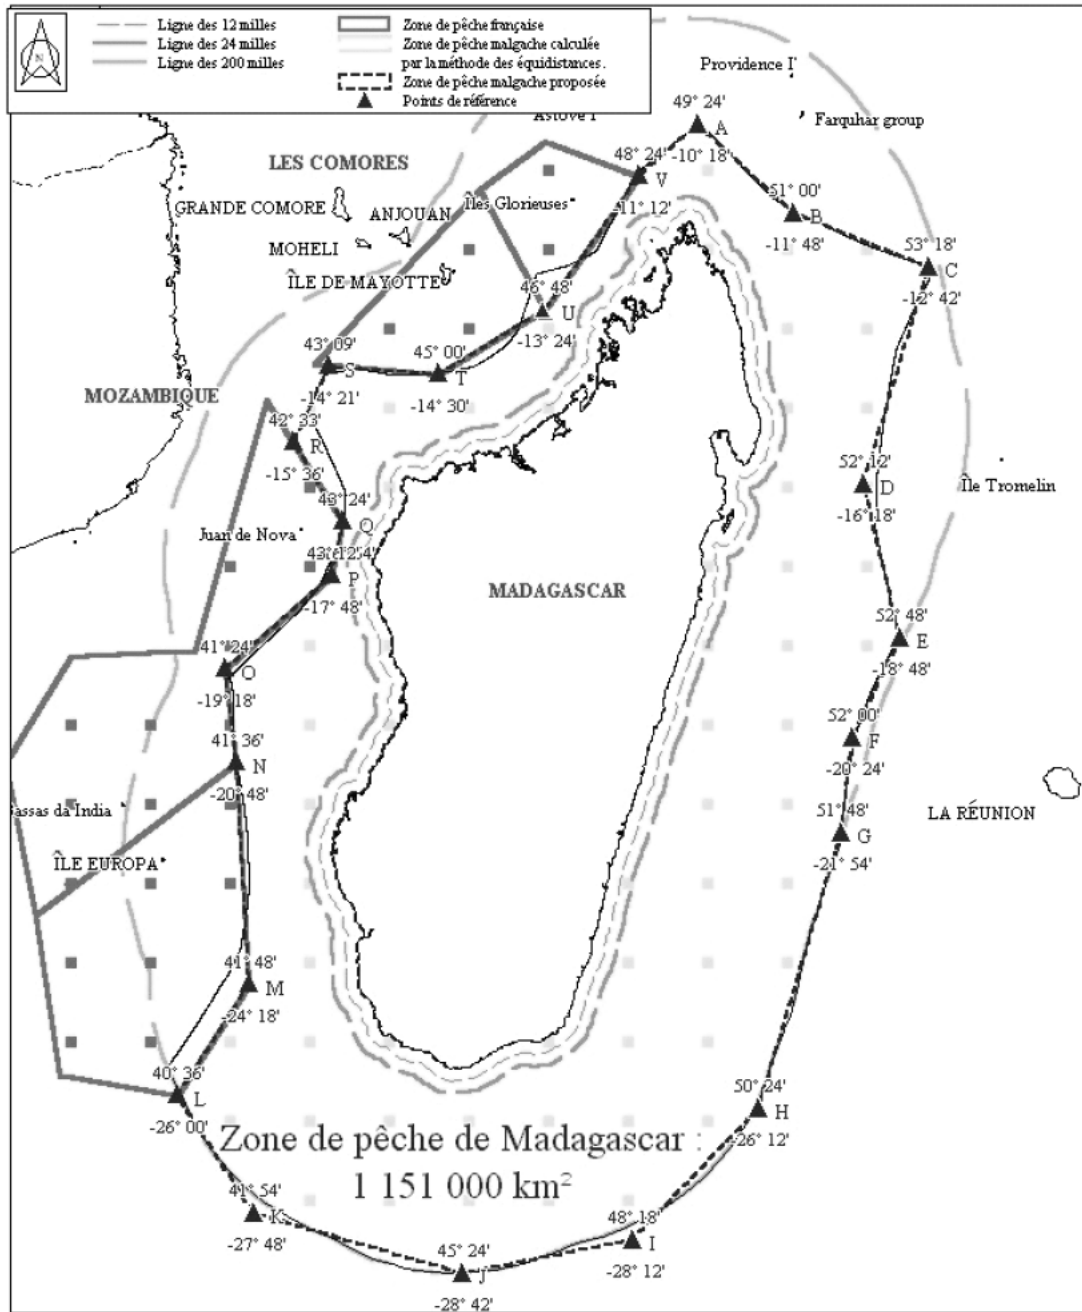 N
Ligne des 12 milles
Ligne des 24 milles
Ligne des 200 milles
Zone de pêche française
Zone de pêche malgache calculée
par la méthode des équidistances.
Zone de pêche malgache proposée
Points de référence
Providence I
Astove I
Farquhar group
49° 24'
A
-10° 18'
LES COMORES
48° 24'
V
-11° 12'
51° 00'
B
-11° 48'
GRANDE COMORE
ANJOUAN
Îles Glorieuses
MOHELI
ÎLE DE MAYOTTE
53° 18'
C
-12° 42'
46° 48'
U
-13° 24'
43° 09'
S
-14° 21'
45° 00'
T
-14° 30'
MOZAMBIQUE
42° 33'
R
-15° 36'
52° 12'
D
-16° 18'
Île Tromelin
43° 24'
Q
Juan de Nova
P
-17° 48'
MADAGASCAR
41° 24'
O
-19° 18'
52° 48'
E
-18° 48'
41° 36'
N
-20° 48'
52° 00'
F
-20° 24'
assas da India
51° 48'
G
-21° 54'
LA RÉUNION
ÎLE EUROPA
41° 48'
M
-24° 18'
40° 36'
L
-26° 00'
50° 24'
H
-26° 12'
Zone de pêche de Madagascar :
1 151 000 km²
41° 54'
K
-27° 48'
48° 18'
I
-28° 12'
45° 24'
J
-28° 42'